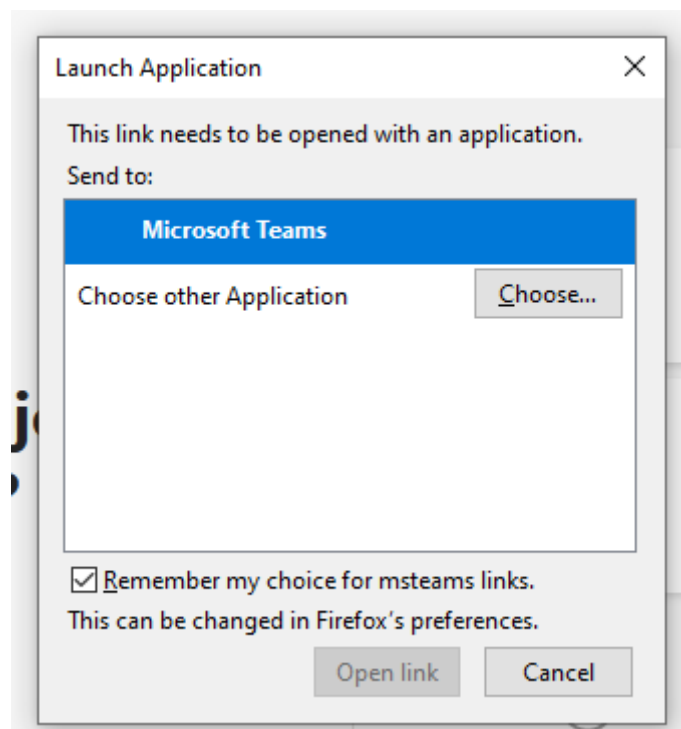 Launch Application
This link needs to be opened with an application.
Send to:
Microsoft Teams
Choose other Application
Choose...
Remember my choice for msteams links.
This can be changed in Firefox's preferences.
Open link
Cancel